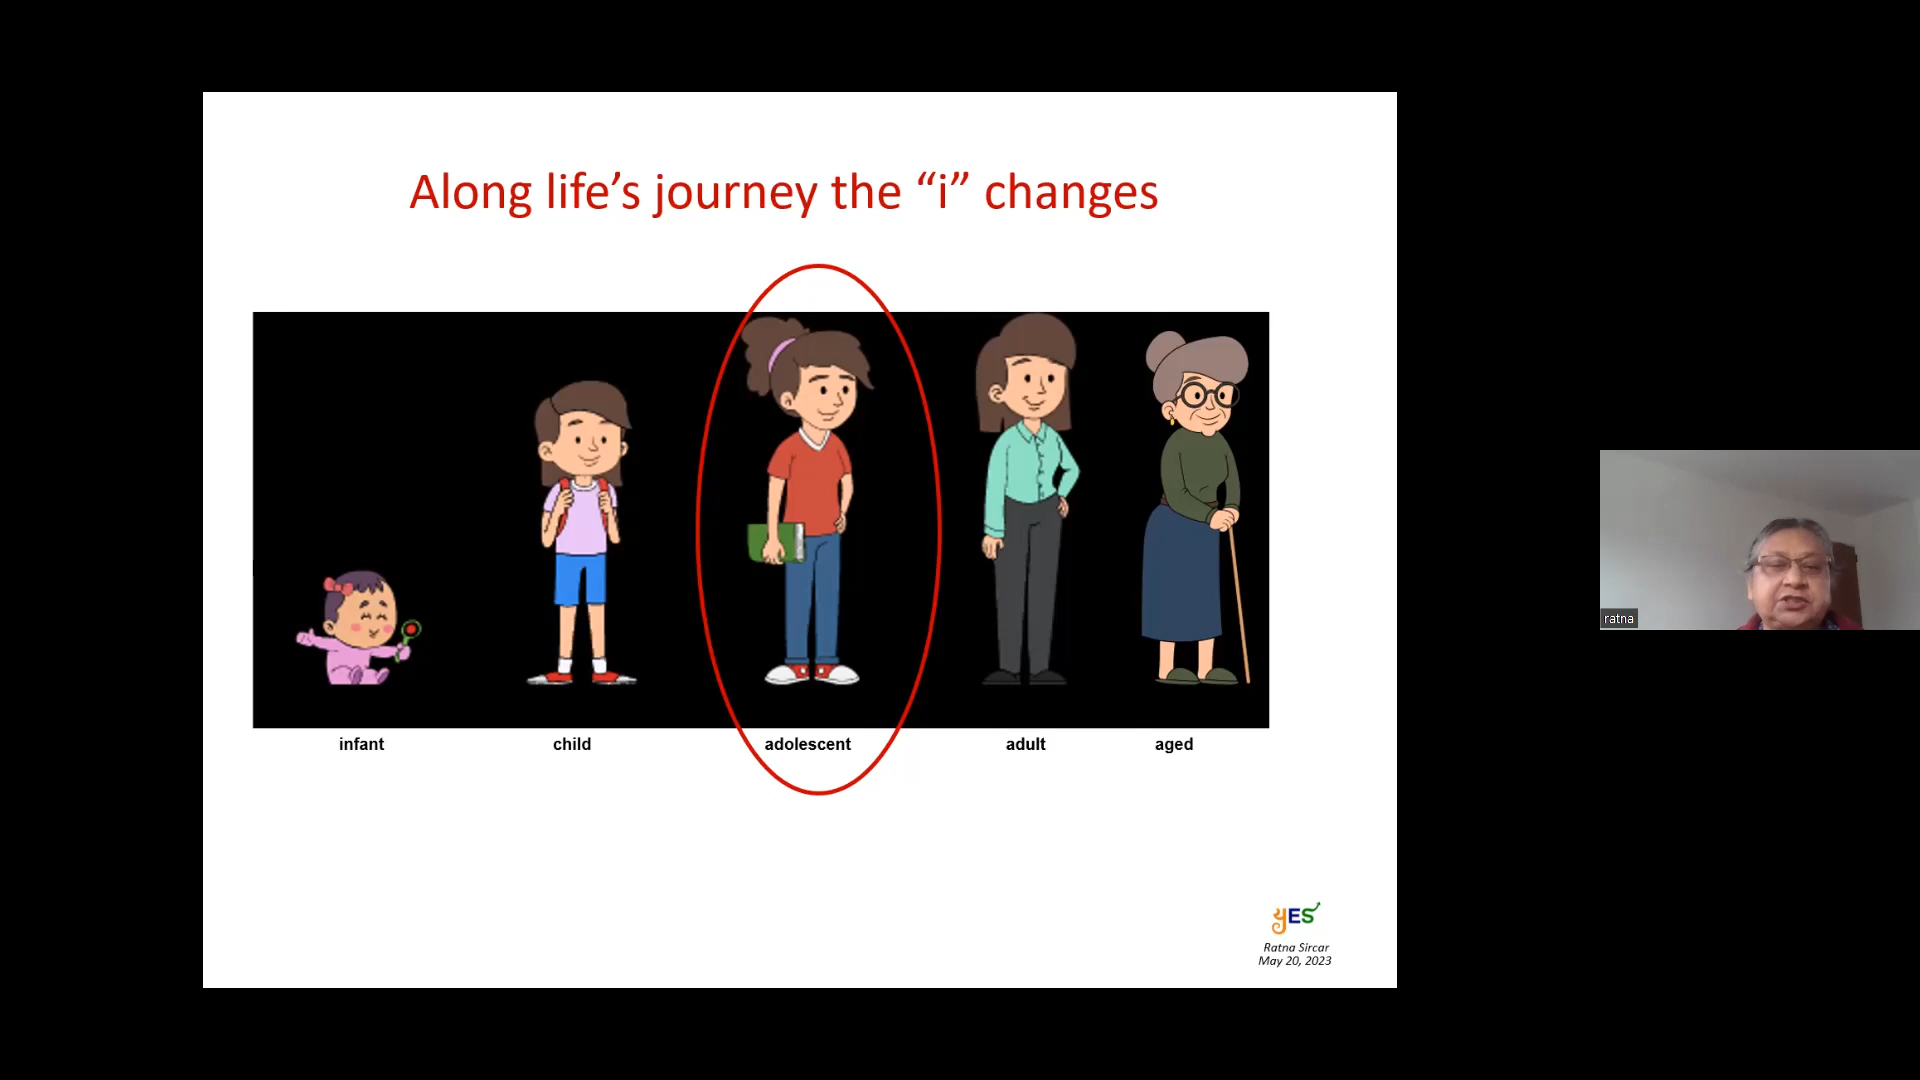 Along life’s journey the “i” changes
infant child adolescent adult aged
yES
Ratna Sircar
May 20, 2023
ratna